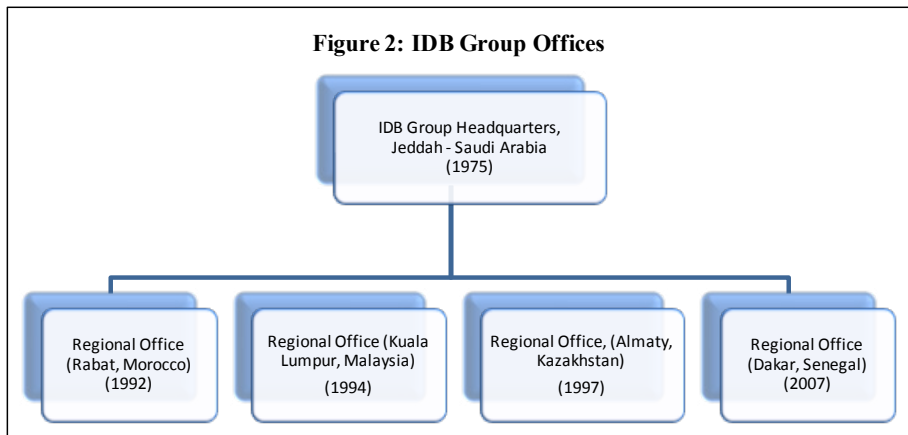 Figure 2: IDB Group Offices
IDB Group Headquarters,
Jeddah - Saudi Arabia
(1975)
Regional Office
(Rabat, Morocco)
(1992)
Regional Office (Kuala
Lumpur, Malaysia)
(1994)
Regional Office, (Almaty,
Kazakhstan)
(1997)
Regional Office
(Dakar, Senegal)
(2007)